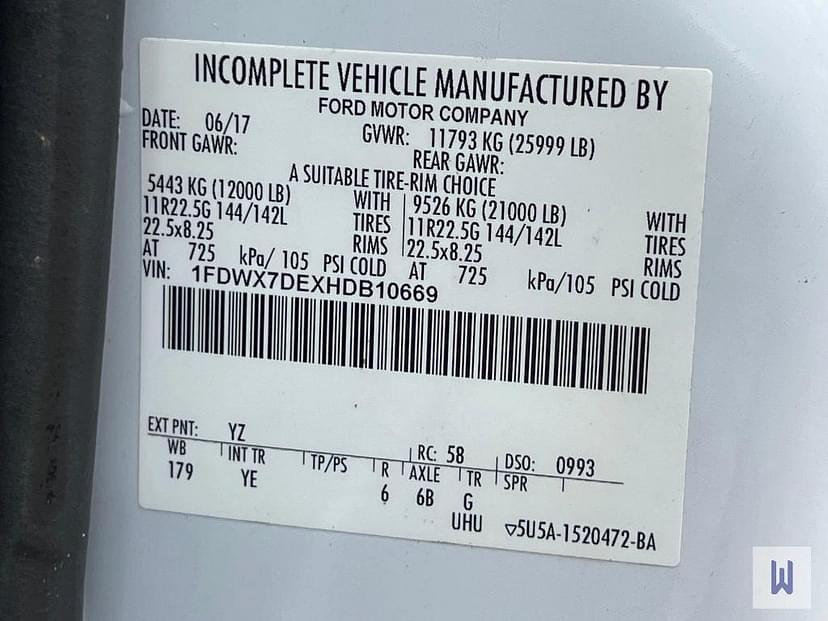 INCOMPLETE VEHICLE MANUFACTURED BY
FORD MOTOR COMPANY
DATE: 06/17 GVWR: 11793 KG (25999 LB)
FRONT GAWR: REAR GAWR:
A SUITABLE TIRE-RIM CHOICE
5443 KG (12000 LB) WITH 9526 KG (21000 LB) WITH
11R22.5G 144/142L TIRES 11R22.5G 144/142L TIRES
22.5x8.25 RIMS 22.5x8.25 RIMS
AT 725 kPa/ 105 PSI COLD AT 725 kPa/ 105 PSI COLD
VIN: 1FDWX7DEXHDB10669
EXT PNT: YZ RC: 58 DSO: 0993
WB INT TR TP/PS R AXLE TR SPR
179 YE 6 6B G
UHU ▽5U5A-1520472-BA
W